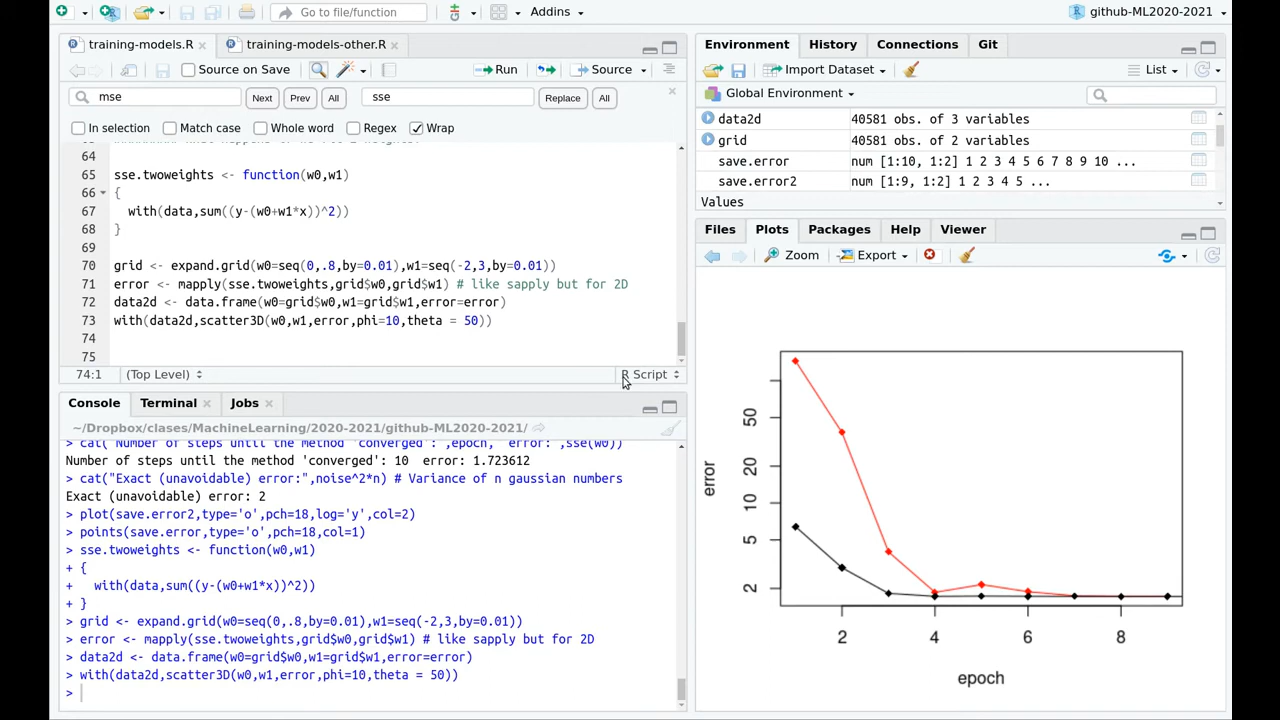 Go to file/function
Addins
github-ML2020-2021
training-models.R
training-models-other.R
Source on Save
Run
Source
mse
Next
Prev
All
sse
Replace
All
In selection
Match case
Whole word
Regex
Wrap
64
65 sse.twoweights <- function(w0,w1)
66 {
67 with(data,sum((y-(w0+w1*x))^2))
68 }
69
70 grid <- expand.grid(w0=seq(0,.8,by=0.01),w1=seq(-2,3,by=0.01))
71 error <- mapply(sse.twoweights,grid$w0,grid$w1) # like sapply but for 2D
72 data2d <- data.frame(w0=grid$w0,w1=grid$w1,error=error)
73 with(data2d,scatter3D(w0,w1,error,phi=10,theta = 50))
74
75
74:1
(Top Level)
R Script
Console
Terminal
Jobs
~/Dropbox/clases/MachineLearning/2020-2021/github-ML2020-2021/
> cat("Number of steps until the method 'converged':",epoch," error:",sse(w0))
Number of steps until the method 'converged': 10  error: 1.723612
> cat("Exact (unavoidable) error:",noise^2*n) # Variance of n gaussian numbers
Exact (unavoidable) error: 2
> plot(save.error2,type='o',pch=18,log='y',col=2)
> points(save.error,type='o',pch=18,col=1)
> sse.twoweights <- function(w0,w1)
+ {
+ with(data,sum((y-(w0+w1*x))^2))
+ }
> grid <- expand.grid(w0=seq(0,.8,by=0.01),w1=seq(-2,3,by=0.01))
> error <- mapply(sse.twoweights,grid$w0,grid$w1) # like sapply but for 2D
> data2d <- data.frame(w0=grid$w0,w1=grid$w1,error=error)
> with(data2d,scatter3D(w0,w1,error,phi=10,theta = 50))
>
Environment
History
Connections
Git
Import Dataset
List
Global Environment
data2d 40581 obs. of 3 variables
grid 40581 obs. of 2 variables
save.error num [1:10, 1:2] 1 2 3 4 5 6 7 8 9 10 ...
save.error2 num [1:9, 1:2] 1 2 3 4 5 ...
Values
Files
Plots
Packages
Help
Viewer
Zoom
Export
error
50
20
10
5
2
2 4 6 8
epoch